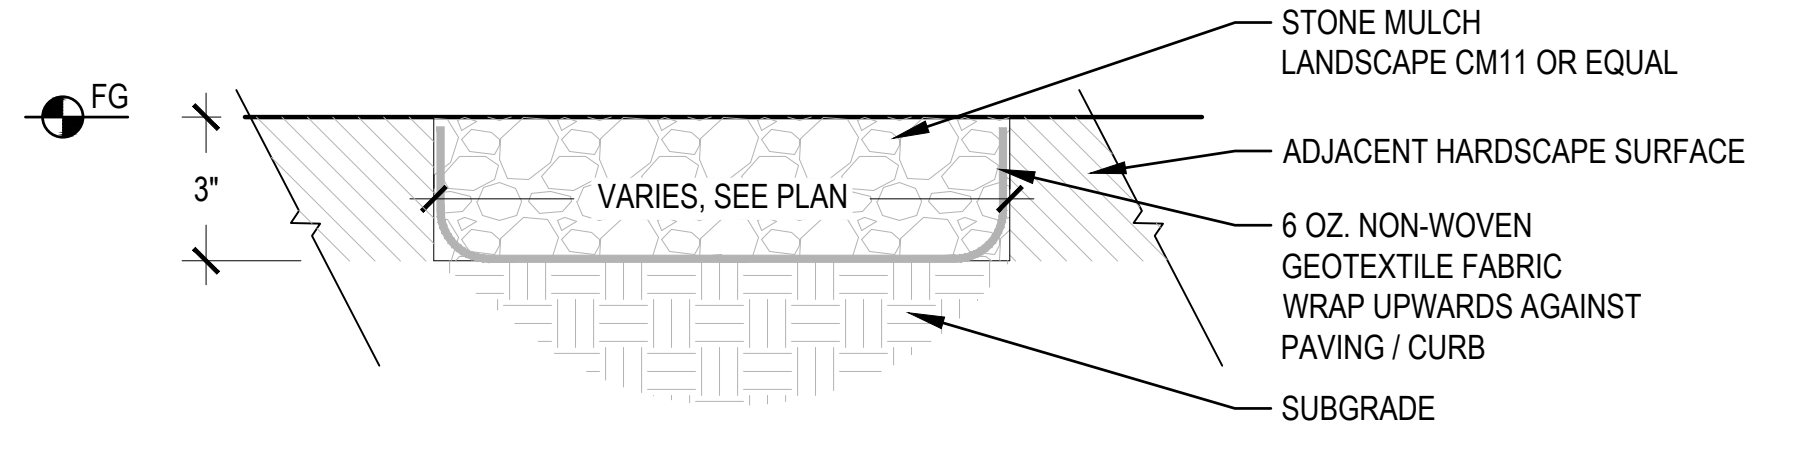 FG
3"
VARIES, SEE PLAN
STONE MULCH
LANDSCAPE CM11 OR EQUAL
ADJACENT HARDSCAPE SURFACE
6 OZ. NON-WOVEN
GEOTEXTILE FABRIC
WRAP UPWARDS AGAINST
PAVING / CURB
SUBGRADE